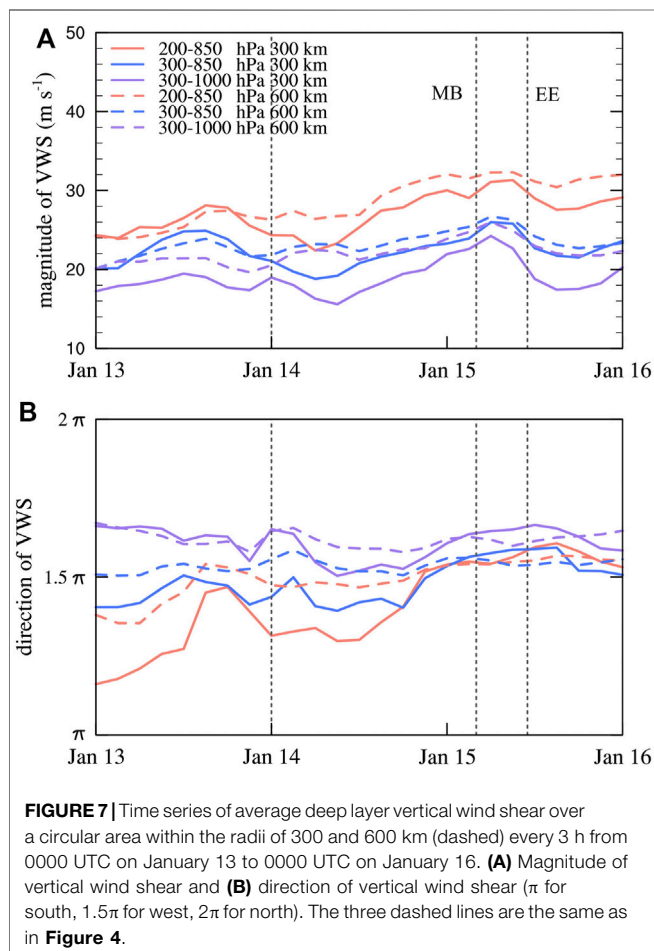 A
50
40
30
20
10
magnitude of VWS (m s⁻¹)
200-850 hPa 300 km
300-850 hPa 300 km
300-1000 hPa 300 km
200-850 hPa 600 km
300-850 hPa 600 km
300-1000 hPa 600 km
MB
EE
Jan 13 Jan 14 Jan 15 Jan 16
B
2 π
1.5 π
π
direction of VWS
Jan 13 Jan 14 Jan 15 Jan 16
FIGURE 7 | Time series of average deep layer vertical wind shear over
a circular area within the radii of 300 and 600 km (dashed) every 3 h from
0000 UTC on January 13 to 0000 UTC on January 16. (A) Magnitude of
vertical wind shear and (B) direction of vertical wind shear (π for
south, 1.5π for west, 2π for north). The three dashed lines are the same as
in Figure 4.